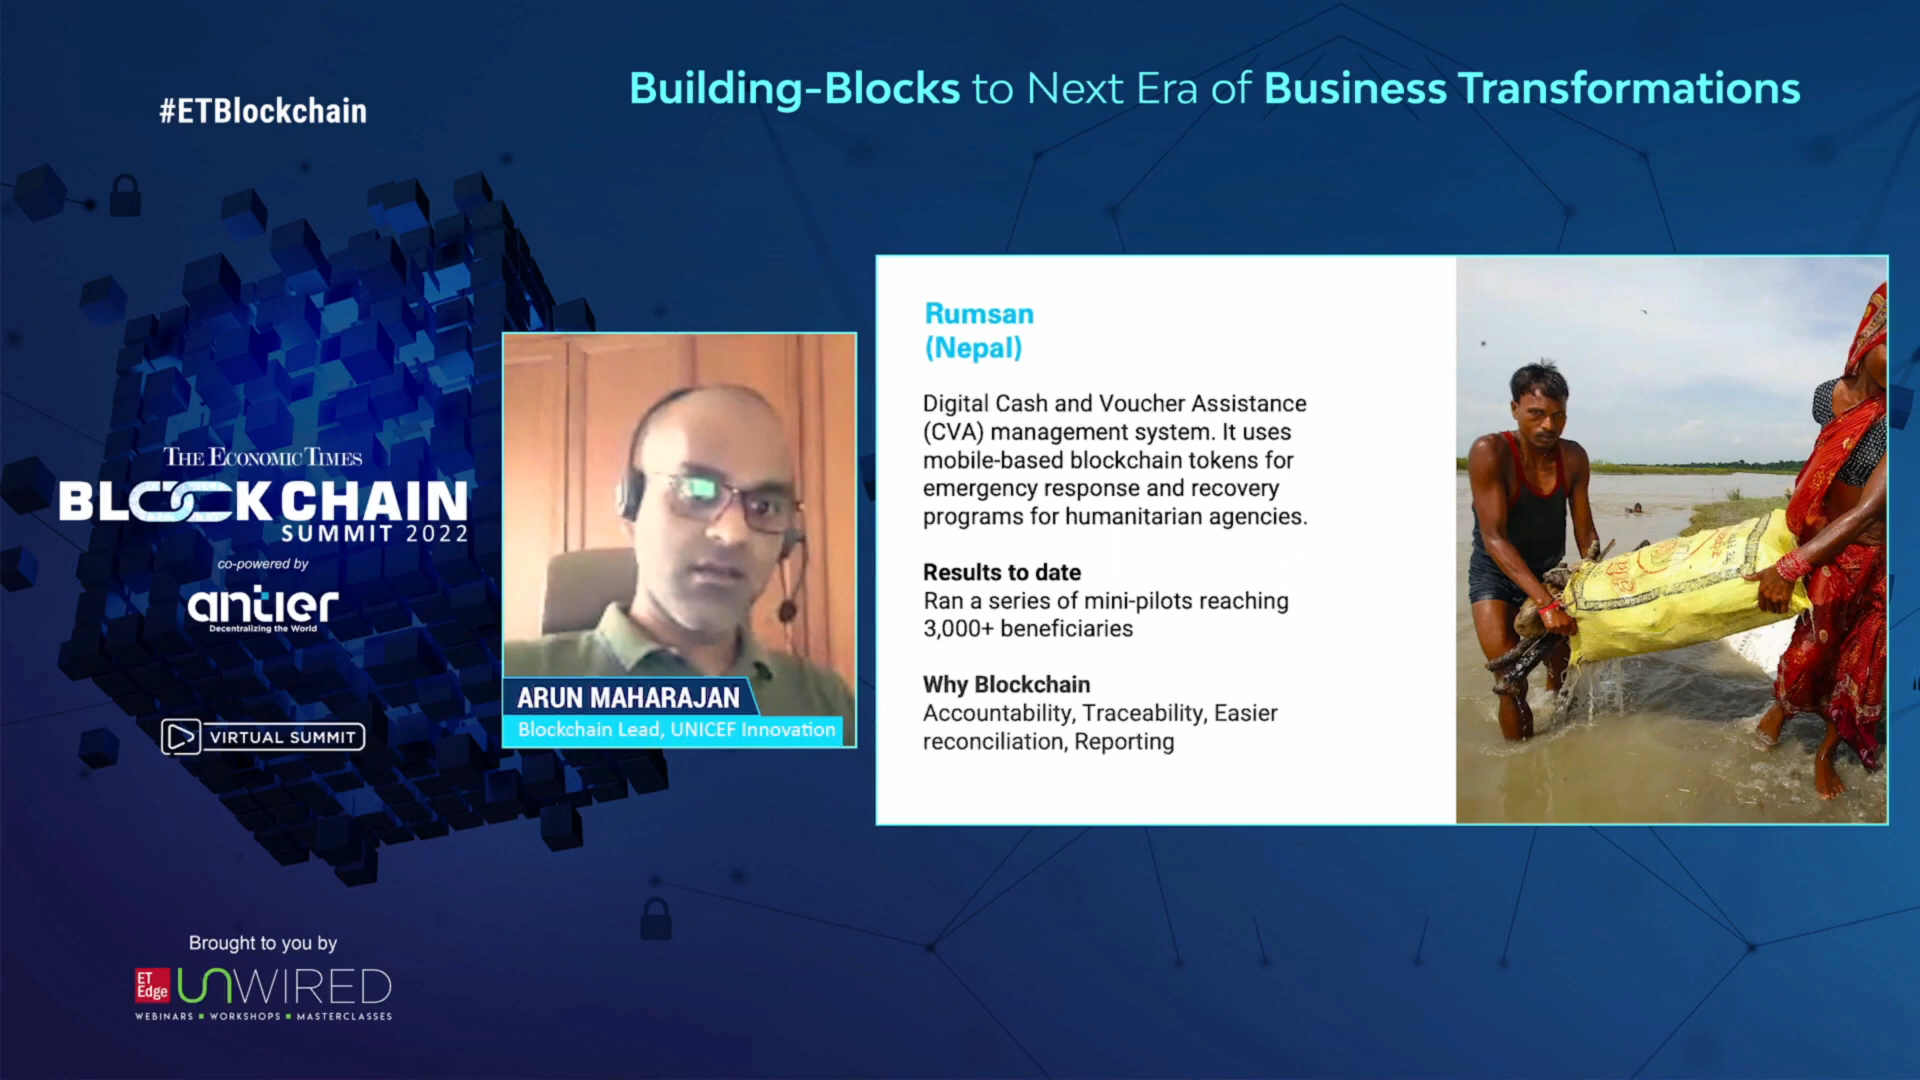 #ETBlockchain
Building-Blocks to Next Era of Business Transformations
THE ECONOMIC TIMES
BLOCKCHAIN
SUMMIT 2022
co-powered by
antier
Decentralizing the World
VIRTUAL SUMMIT
Brought to you by
ET
Edge
UNWIRED
WEBINARS ■ WORKSHOPS ■ MASTERCLASSES
ARUN MAHARAJAN
Blockchain Lead, UNICEF Innovation
Rumsan
(Nepal)
Digital Cash and Voucher Assistance
(CVA) management system. It uses
mobile-based blockchain tokens for
emergency response and recovery
programs for humanitarian agencies.
Results to date
Ran a series of mini-pilots reaching
3,000+ beneficiaries
Why Blockchain
Accountability, Traceability, Easier
reconciliation, Reporting